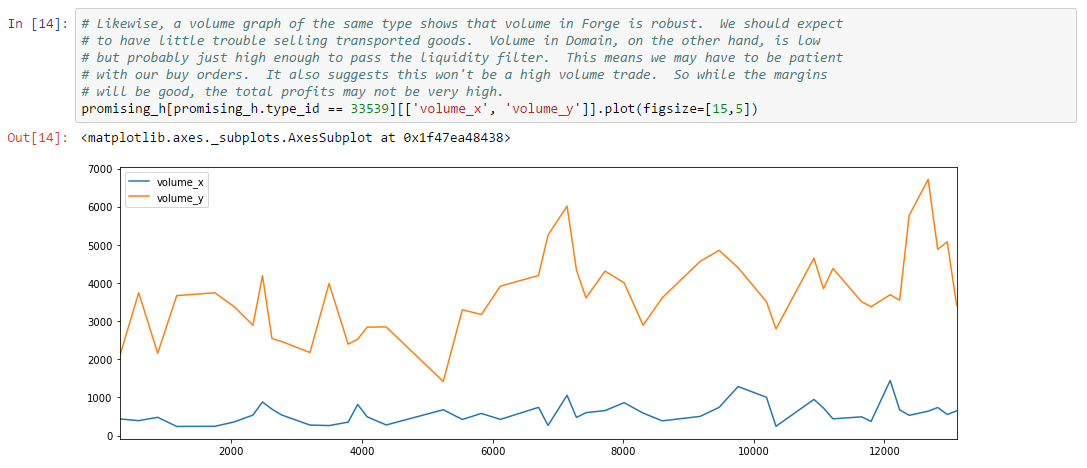 In [14]:
# Likewise, a volume graph of the same type shows that volume in Forge is robust.  We should expect
# to have little trouble selling transported goods.  Volume in Domain, on the other hand, is low
# but probably just high enough to pass the liquidity filter.  This means we may have to be patient
# with our buy orders.  It also suggests this won't be a high volume trade.  So while the margins
# will be good, the total profits may not be very high.
promising_h[promising_h.type_id == 33539][['volume_x', 'volume_y']].plot(figsize=[15,5])
Out[14]:
<matplotlib.axes._subplots.AxesSubplot at 0x1f47ea48438>
volume_x
volume_y
7000
6000
5000
4000
3000
2000
1000
0
2000 4000 6000 8000 10000 12000